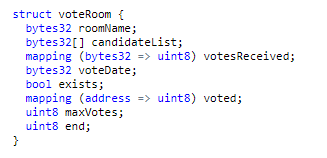 struct voteRoom {
bytes32 roomName;
bytes32[] candidateList;
mapping (bytes32 => uint8) votesReceived;
bytes32 voteDate;
bool exists;
mapping (address => uint8) voted;
uint8 maxVotes;
uint8 end;
}